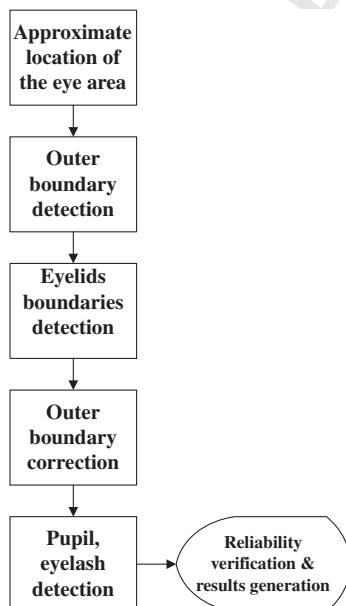 Approximate
location of
the eye area
Outer
boundary
detection
Eyelids
boundaries
detection
Outer
boundary
correction
Pupil,
eyelash
detection
Reliability
verification &
results generation